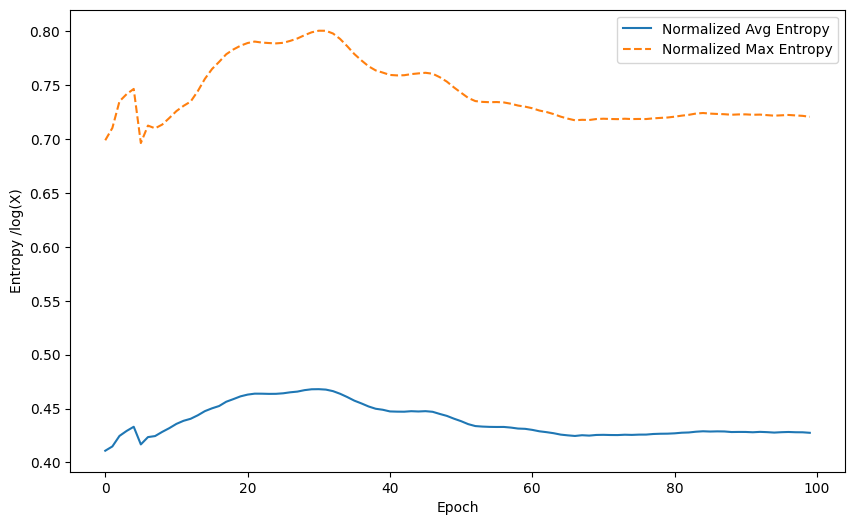 Normalized Avg Entropy
Normalized Max Entropy
0.80
0.75
0.70
0.65
0.60
0.55
0.50
0.45
0.40
Entropy /log(X)
0 20 40 60 80 100
Epoch